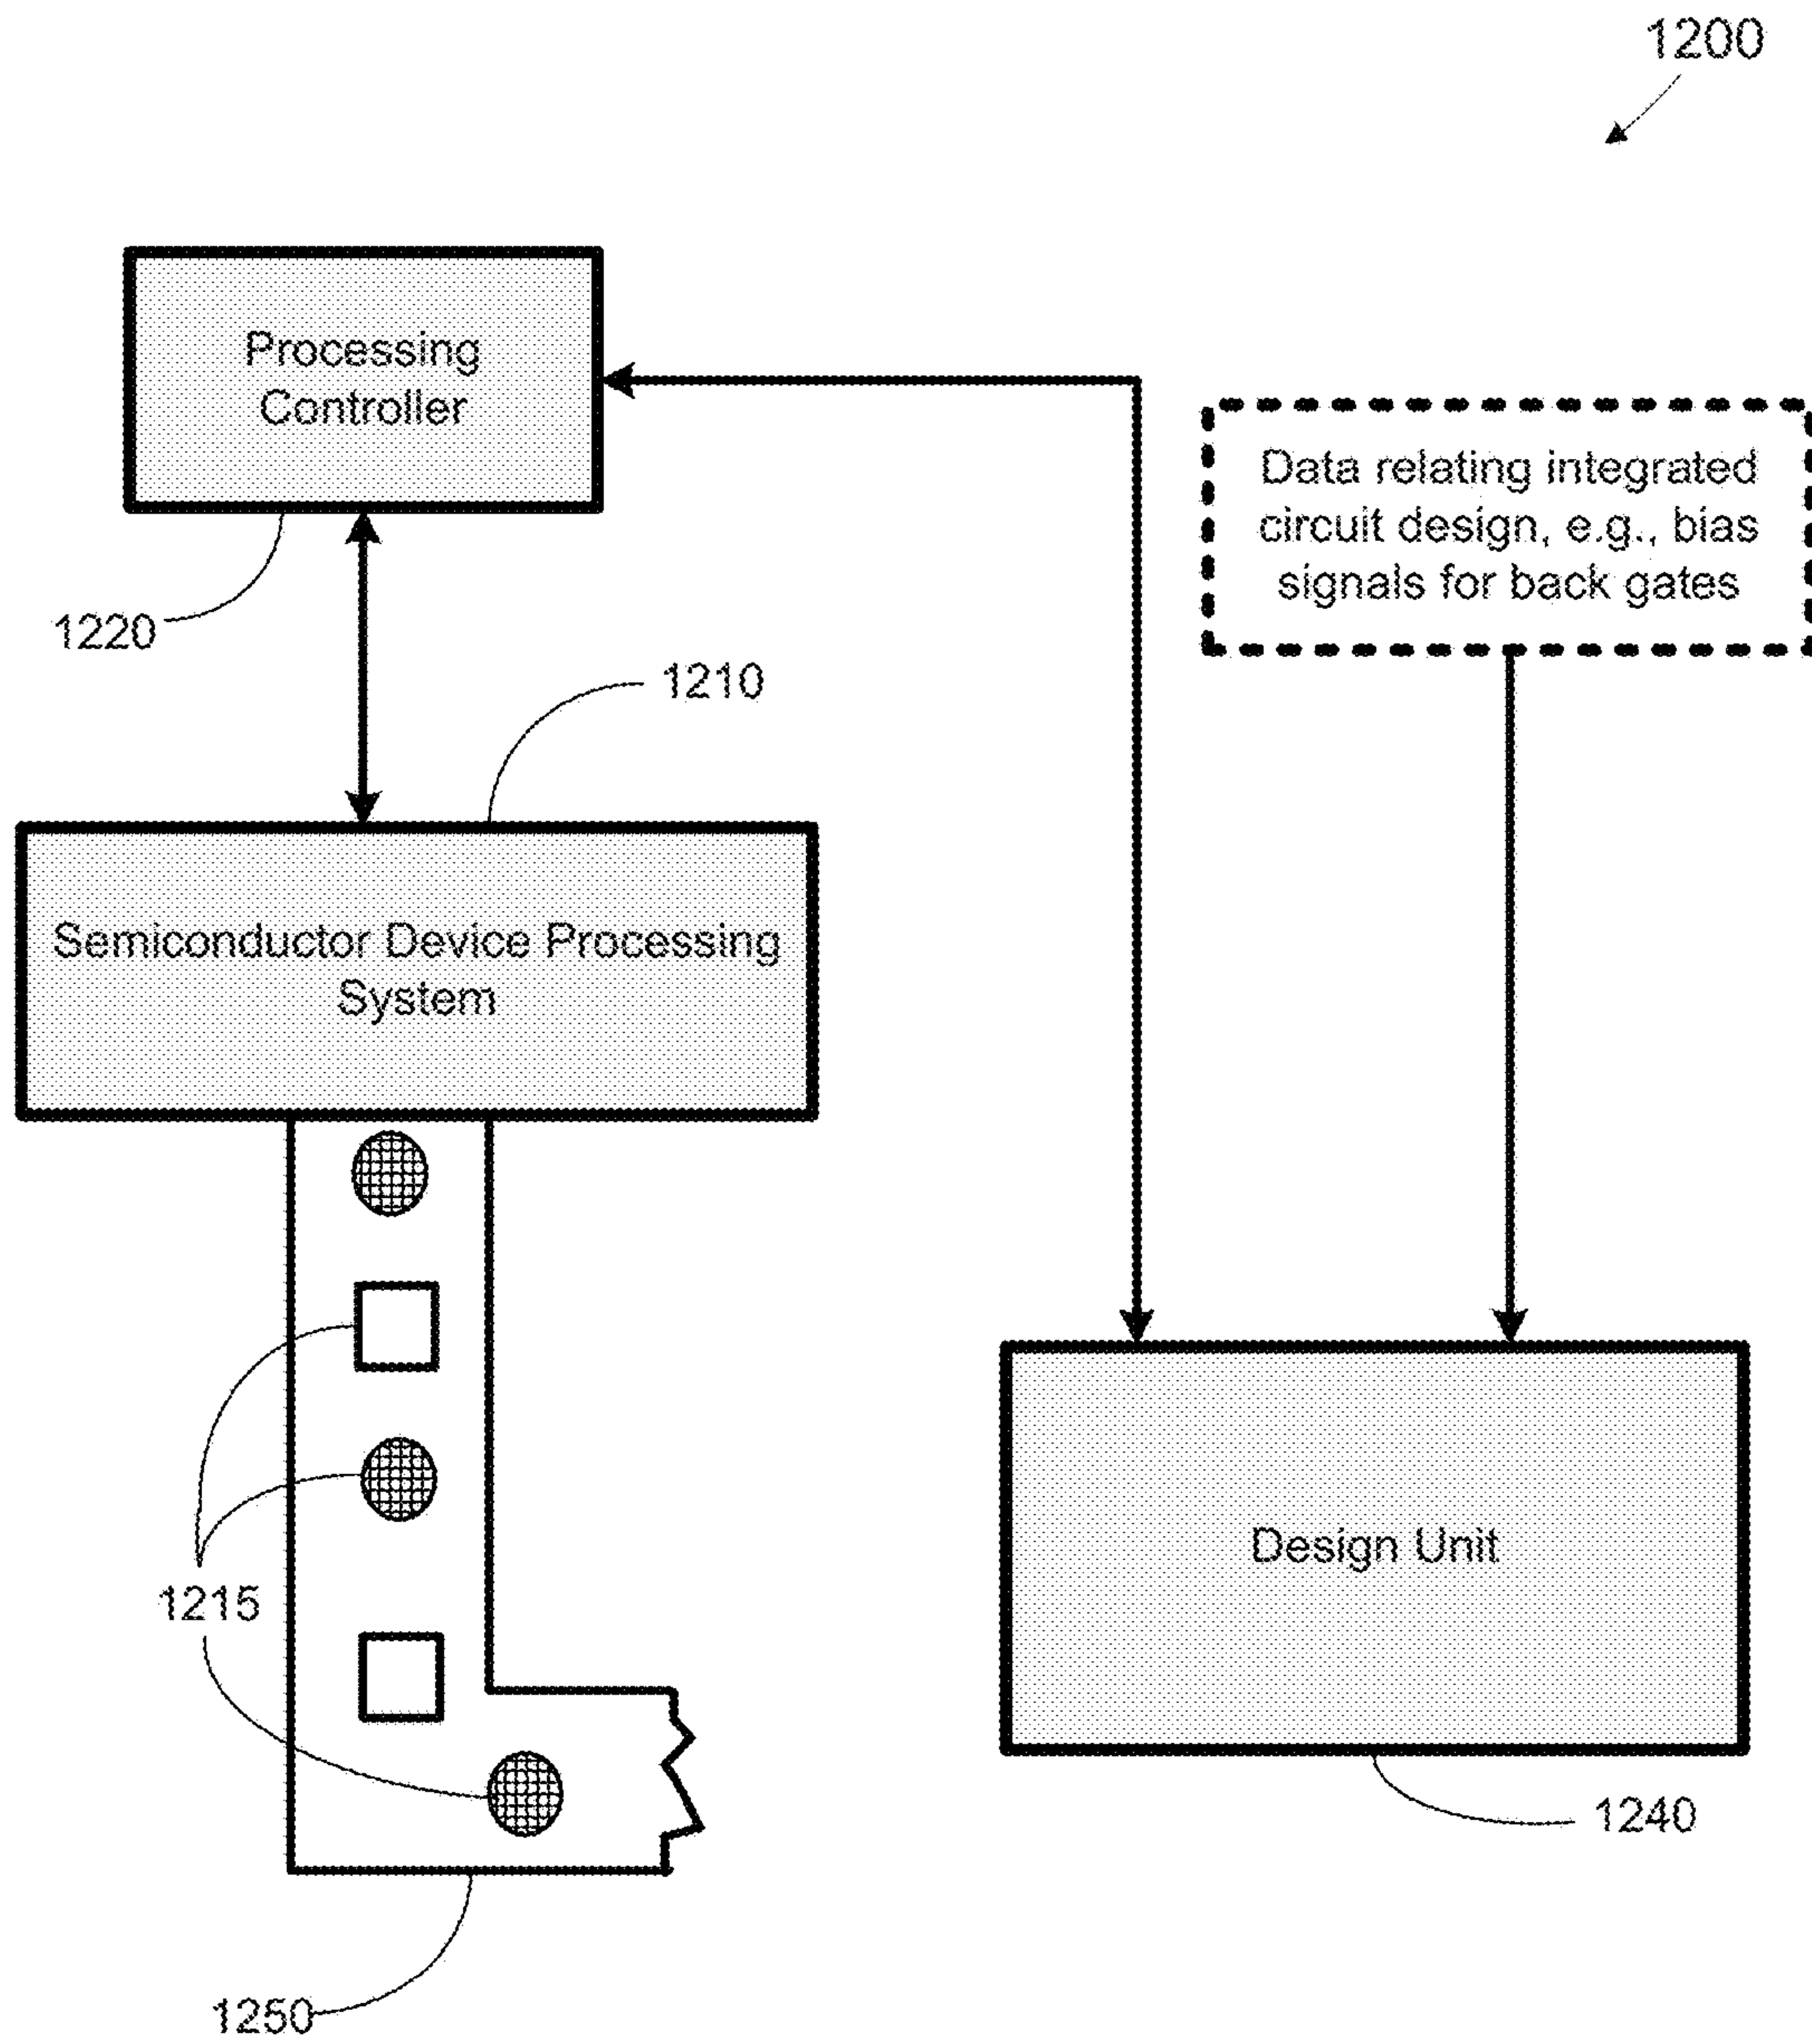 1200
Processing
Controller
Data relating integrated
circuit design, e.g., bias
signals for back gates
1220
1210
Semiconductor Device Processing
System
Design Unit
1215
1240
1250